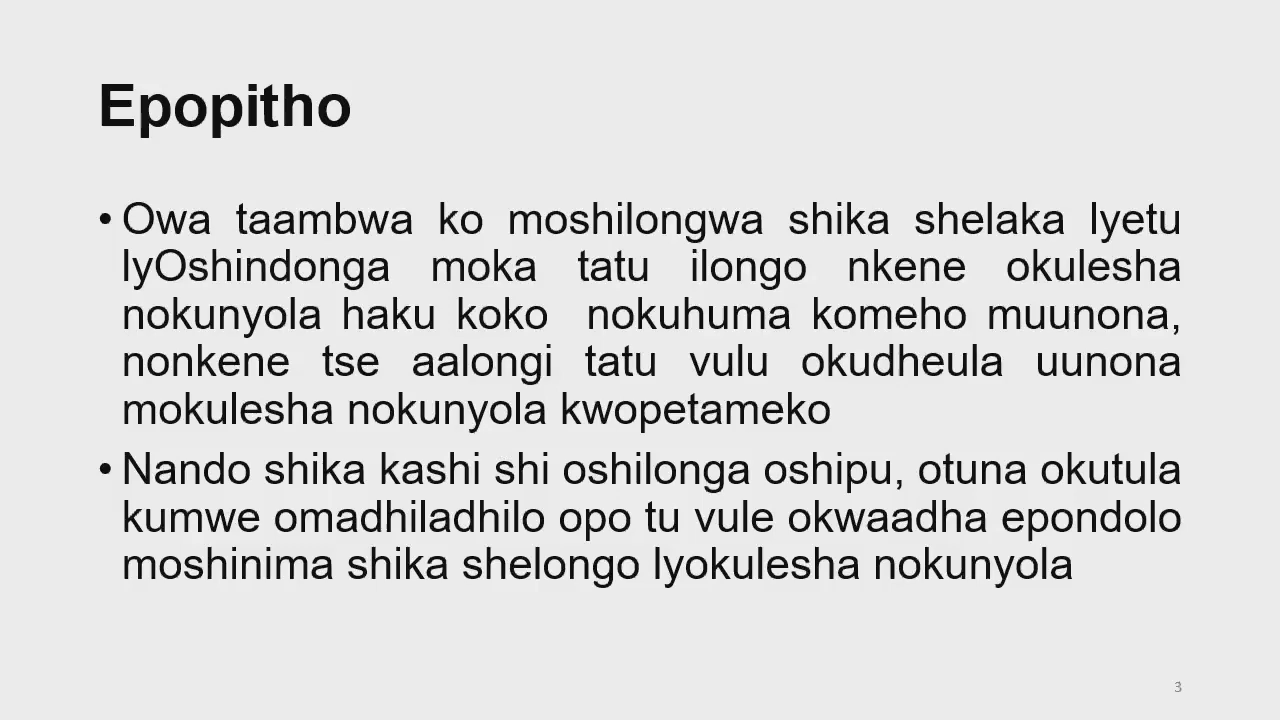 Epopitho
• Owa taambwa ko moshilongwa shika shelaka lyetu
lyOshindonga moka tatu ilongo nkene okulesha
nokunyola haku koko nokuhuma komeho muunona,
nonkene tse aalongi tatu vulu okudheula uunona
mokulesha nokunyola kwopetameko
• Nando shika kashi shi oshilonga oshipu, otuna okutula
kumwe omadhiladhilo opo tu vule okwaadha epondolo
moshinima shika shelongo lyokulesha nokunyola
3